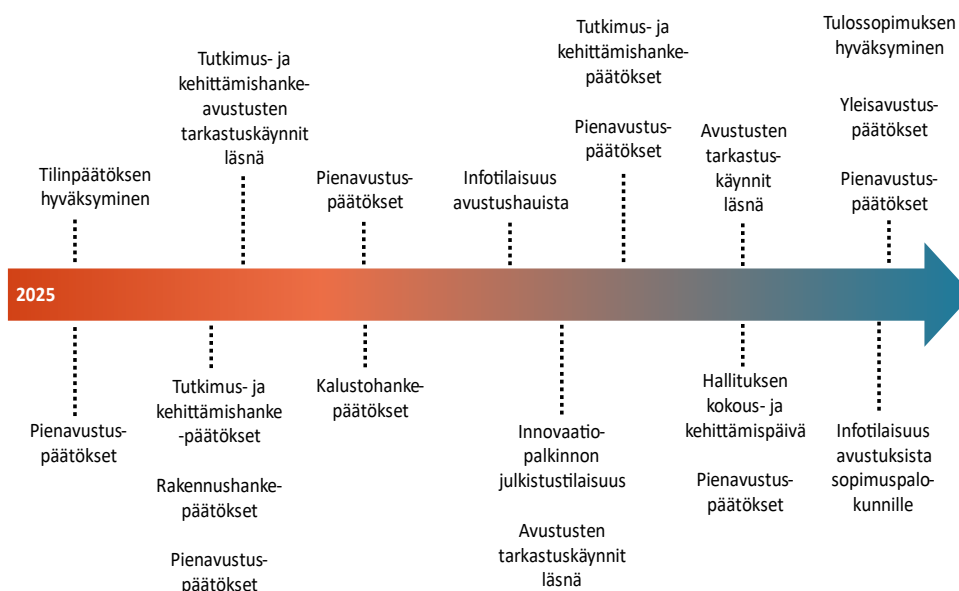 Tulossopimuksen
hyväksyminen
Yleisavustus-
päätökset
Pienavustus-
päätökset
Tutkimus- ja
kehittämishanke-
päätökset
Pienavustus-
päätökset
Tutkimus- ja
kehittämishanke-
avustusten
tarkastuskäynnit
läsnä
Avustusten
tarkastus-
käynnit
läsnä
Tilinpäätöksen
hyväksyminen
Pienavustus-
päätökset
Infotilaisuus
avustushauista
2025
Pienavustus-
päätökset
Tutkimus- ja
kehittämishanke
-päätökset
Rakennushanke-
päätökset
Pienavustus-
päätökset
Kalustohanke-
päätökset
Innovaatio-
palkinnon
julkistustilaisuus
Avustusten
tarkastuskäynnit
läsnä
Hallituksen
kokous- ja
kehittämispäivä
Pienavustus-
päätökset
Infotilaisuus
avustuksista
sopimuspalo-
kunnille